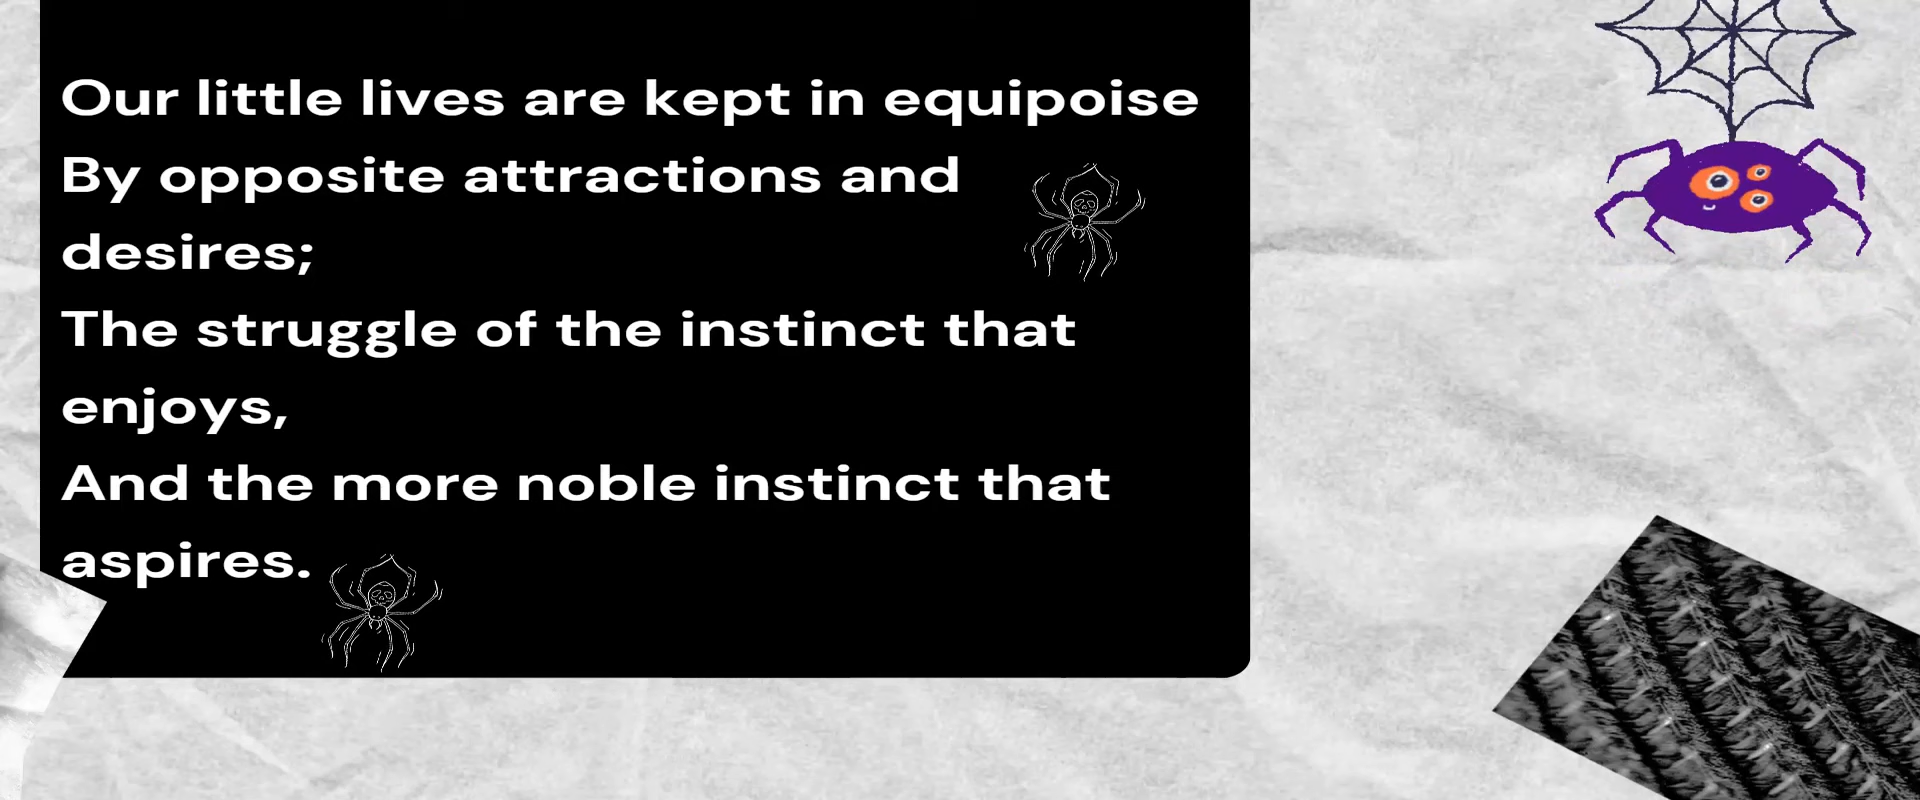 Our little lives are kept in equipoise
By opposite attractions and
desires;
The struggle of the instinct that
enjoys,
And the more noble instinct that
aspires.